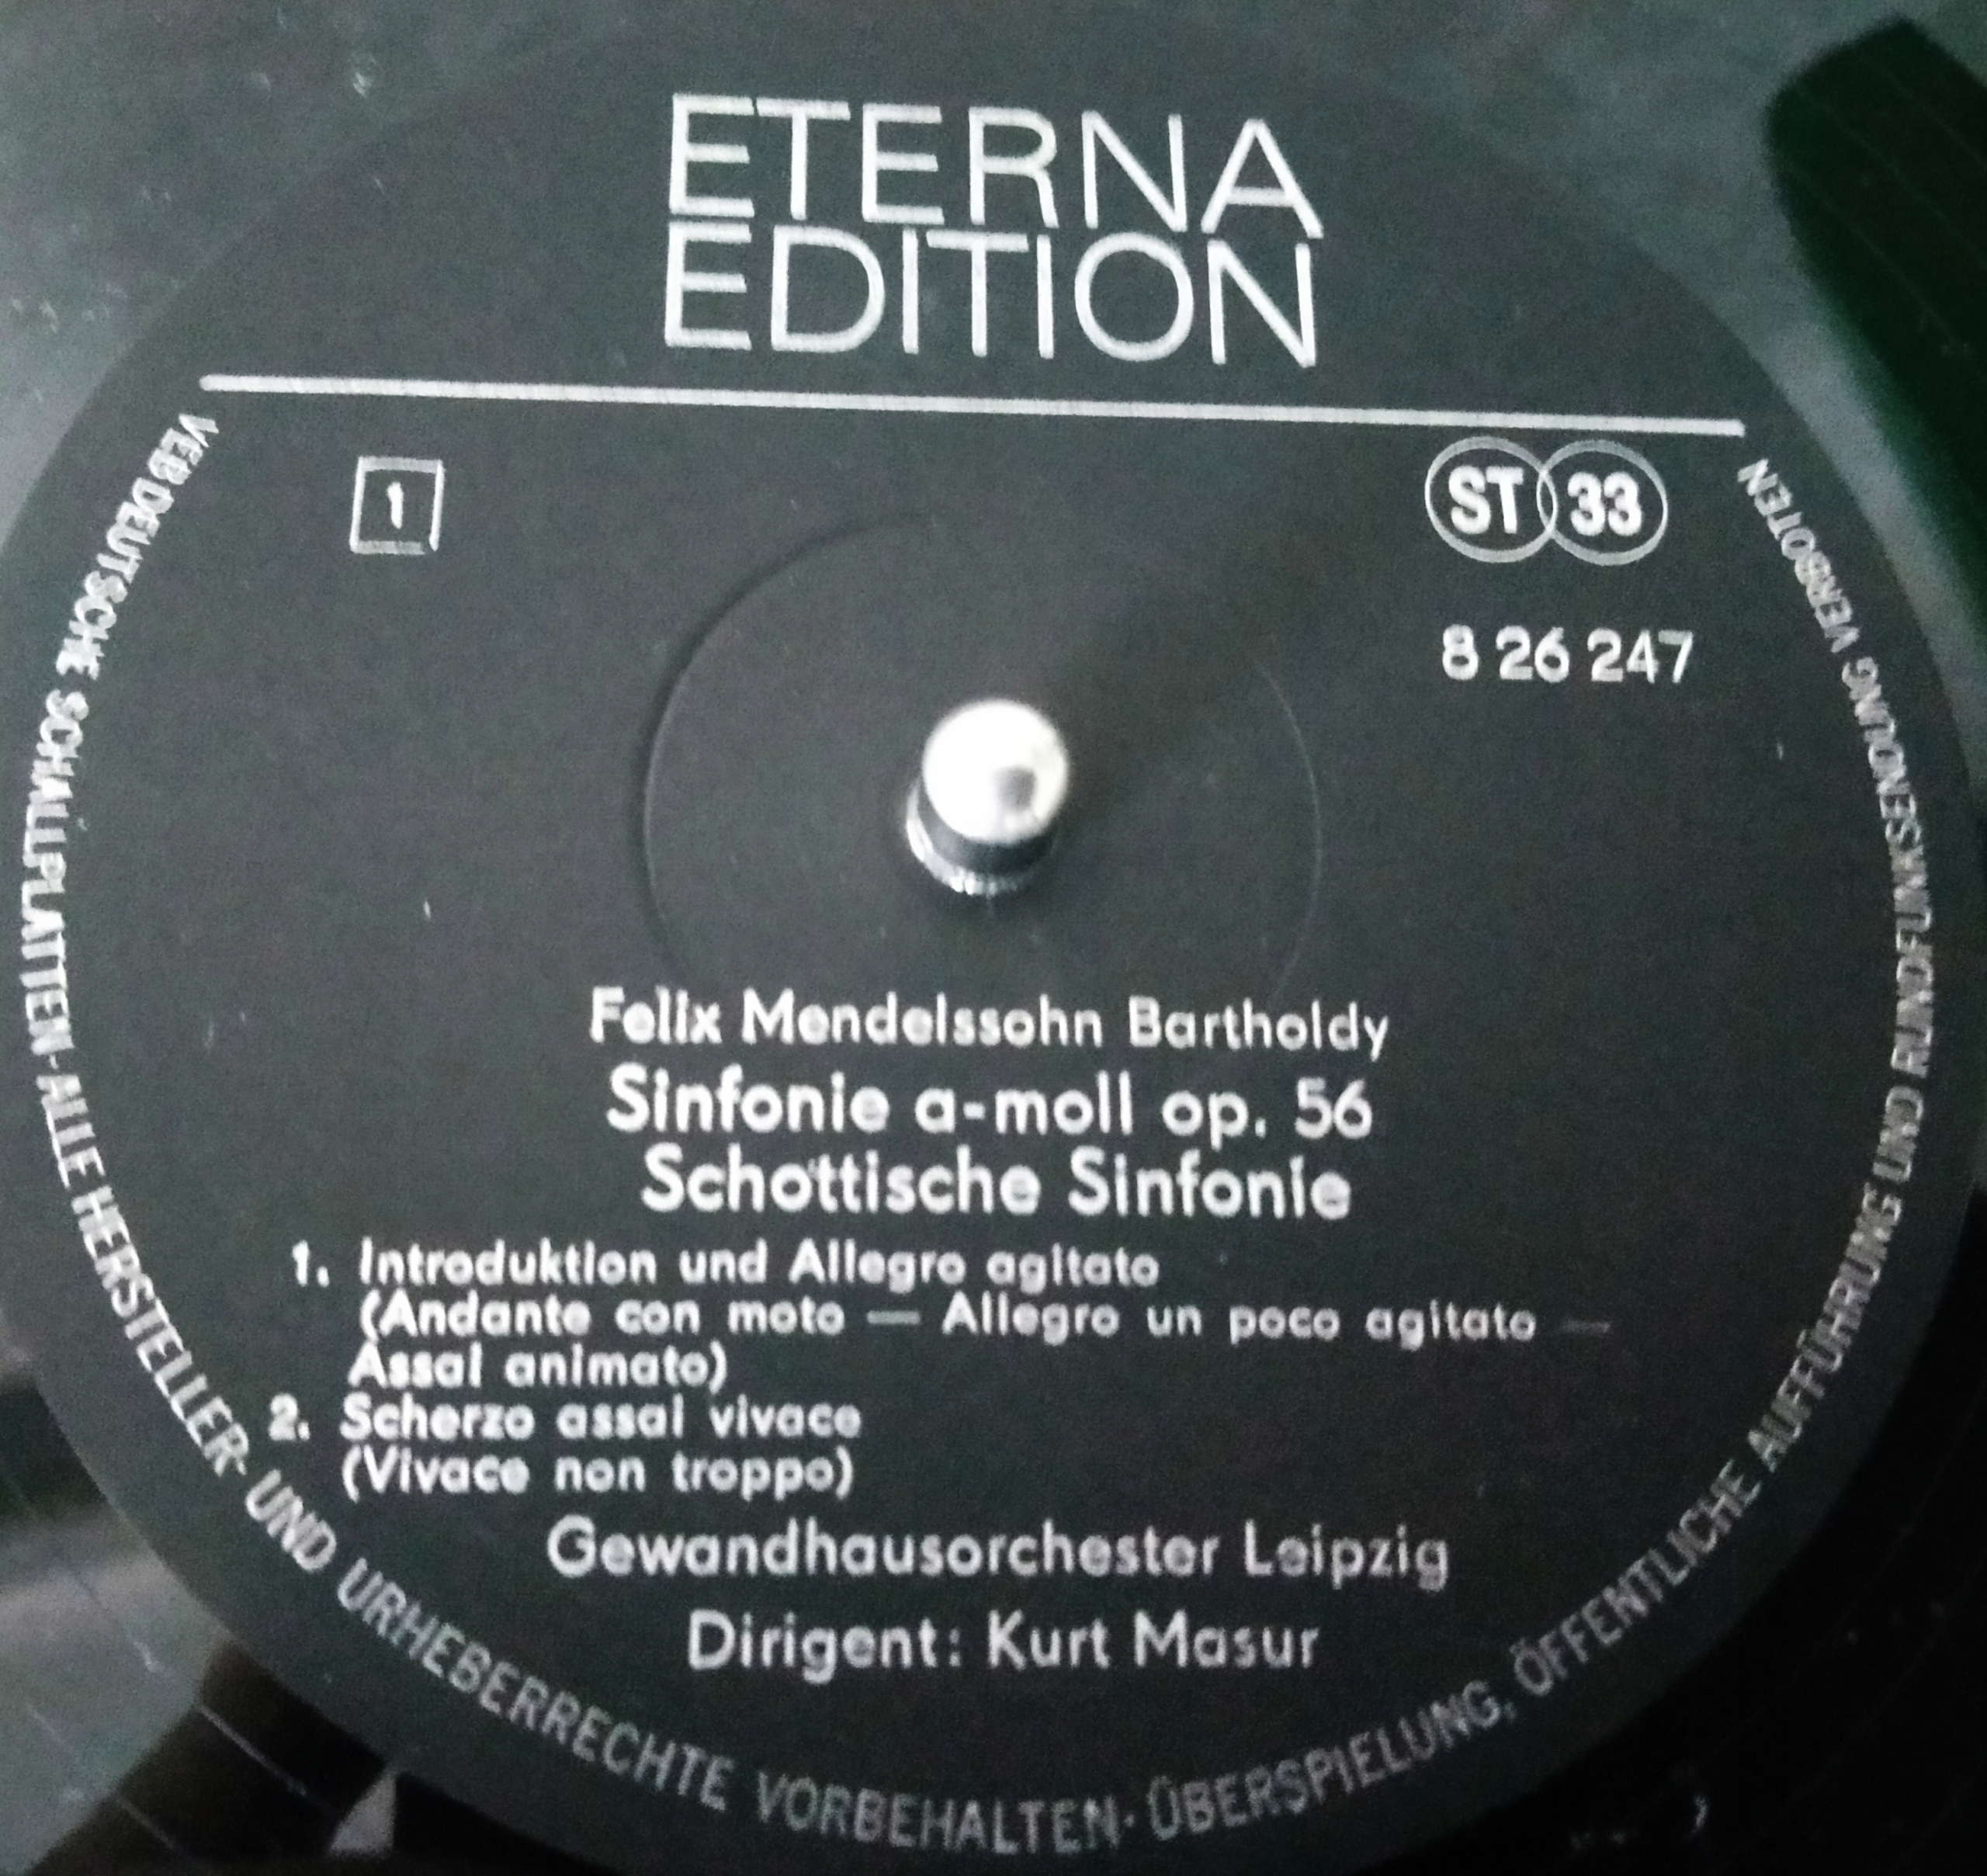 ETERNA
EDITION
1
ST 33
8 26 247
Felix Mendelssohn Bartholdy
Sinfonie a-moll op. 56
Schottische Sinfonie
1. Introduktion und Allegro agitato
(Andante con moto — Allegro un poco agitato —
Assai animato)
2. Scherzo assai vivace
(Vivace non troppo)
Gewandhausorchester Leipzig
Dirigent: Kurt Masur
VEB DEUTSCHE SCHALLPLATTEN · ALLE HERSTELLER- UND URHEBERRECHTE VORBEHALTEN · ÜBERSPIELUNG, ÖFFENTLICHE AUFFÜHRUNG UND RUNDFUNKSENDUNG VERBOTEN